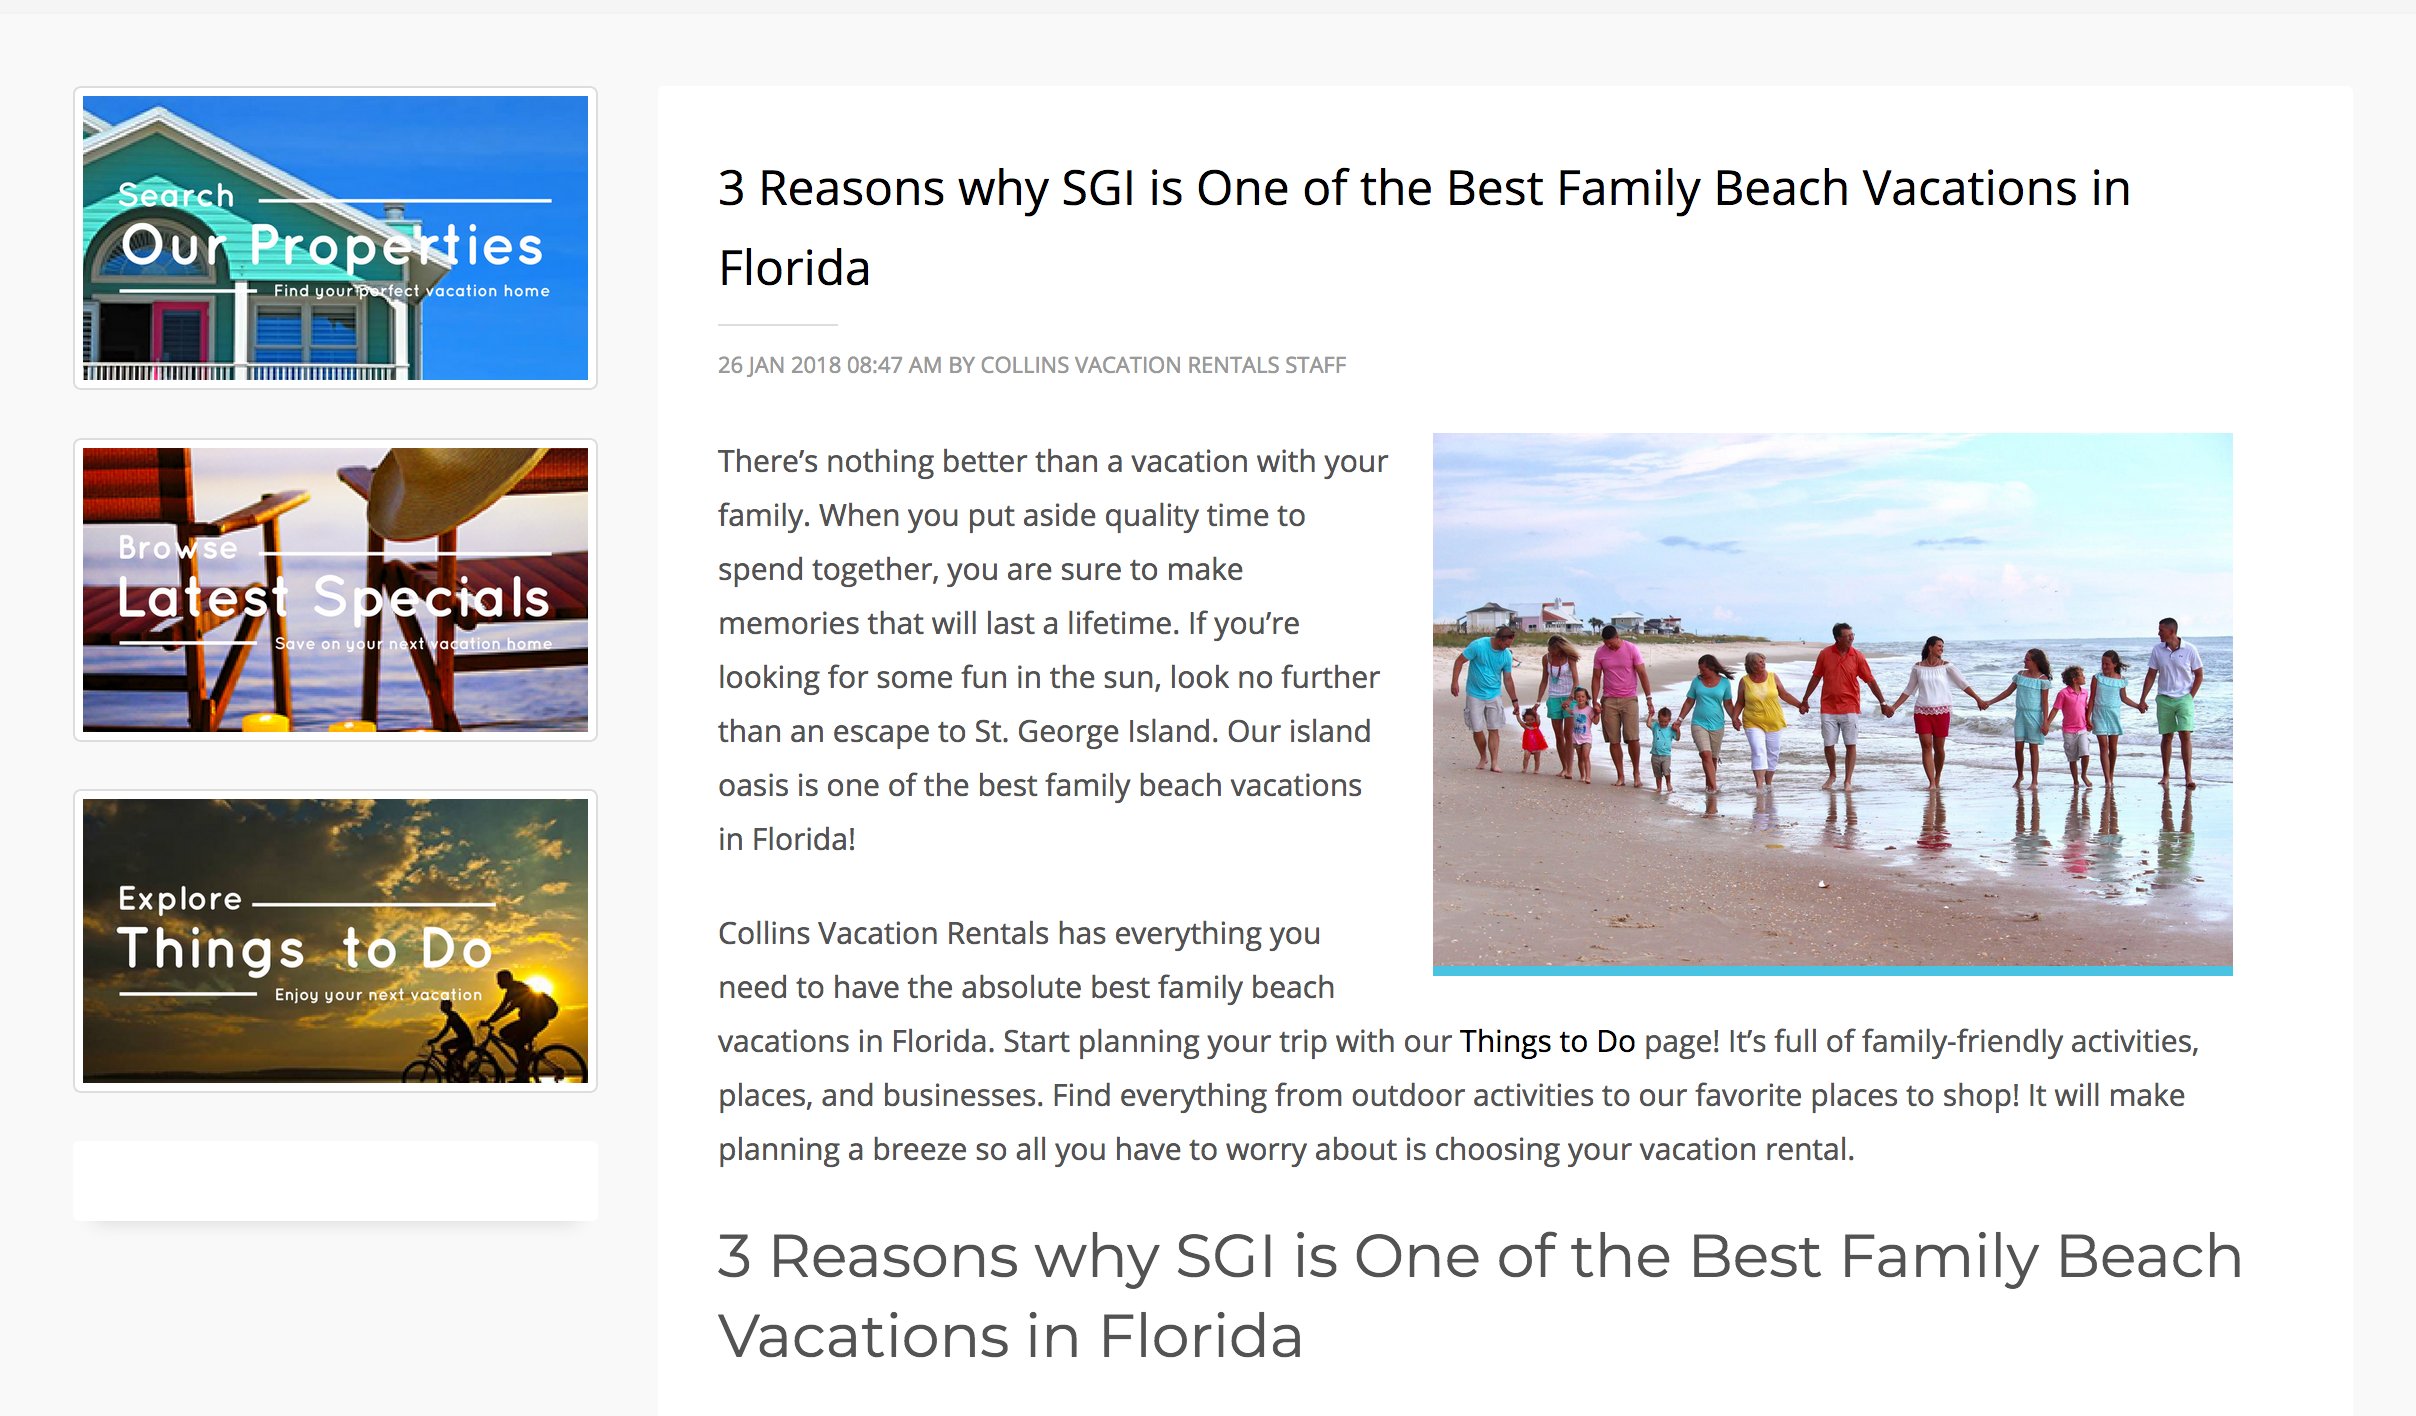 Search
Our Properties
Find your perfect vacation home
Browse
Latest Specials
Save on your next vacation home
Explore
Things to Do
Enjoy your next vacation
3 Reasons why SGI is One of the Best Family Beach Vacations in
Florida
26 JAN 2018 08:47 AM BY COLLINS VACATION RENTALS STAFF
There’s nothing better than a vacation with your
family. When you put aside quality time to
spend together, you are sure to make
memories that will last a lifetime. If you’re
looking for some fun in the sun, look no further
than an escape to St. George Island. Our island
oasis is one of the best family beach vacations
in Florida!
Collins Vacation Rentals has everything you
need to have the absolute best family beach
vacations in Florida. Start planning your trip with our Things to Do page! It’s full of family-friendly activities,
places, and businesses. Find everything from outdoor activities to our favorite places to shop! It will make
planning a breeze so all you have to worry about is choosing your vacation rental.
3 Reasons why SGI is One of the Best Family Beach
Vacations in Florida